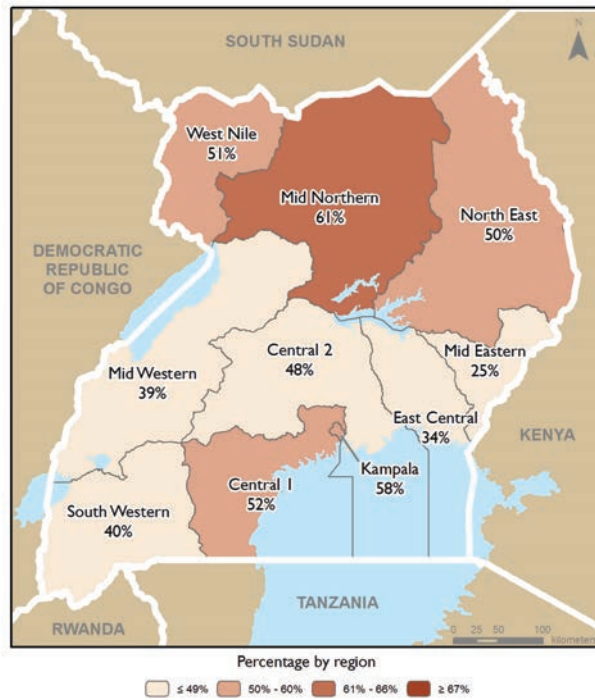 SOUTH SUDAN
N
West Nile
51%
Mid Northern
61%
North East
50%
DEMOCRATIC
REPUBLIC
OF CONGO
Mid Western
39%
Central 2
48%
Mid Eastern
25%
East Central
34%
KENYA
Kampala
58%
Central 1
52%
South Western
40%
TANZANIA
RWANDA
0 25 50 100
kilometers
Percentage by region
≤ 49% 50% - 60% 61% - 66% ≥ 67%